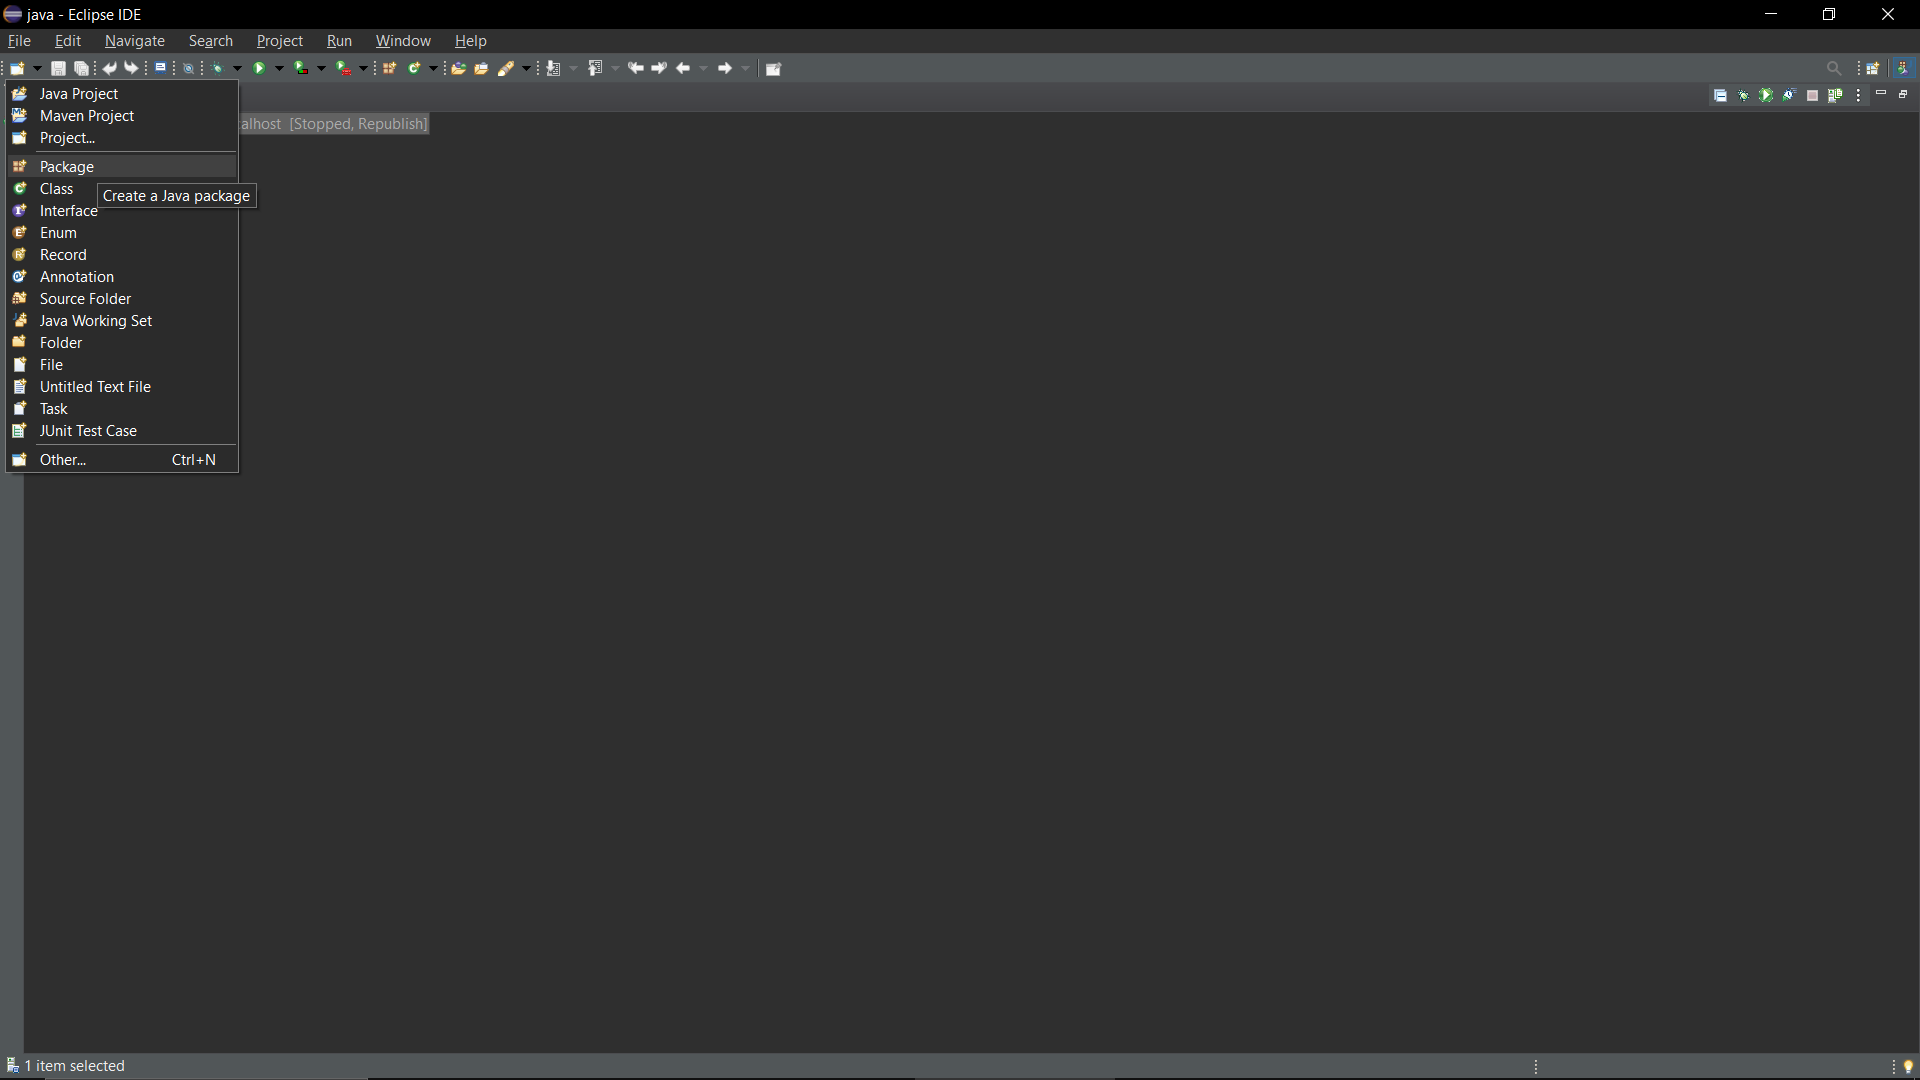 java - Eclipse IDE
File Edit Navigate Search Project Run Window Help
Java Project
Maven Project
alhost [Stopped, Republish]
Project...
Package
Class
Create a Java package
Interface
Enum
Record
Annotation
Source Folder
Java Working Set
Folder
File
Untitled Text File
Task
JUnit Test Case
Other... Ctrl+N
1 item selected